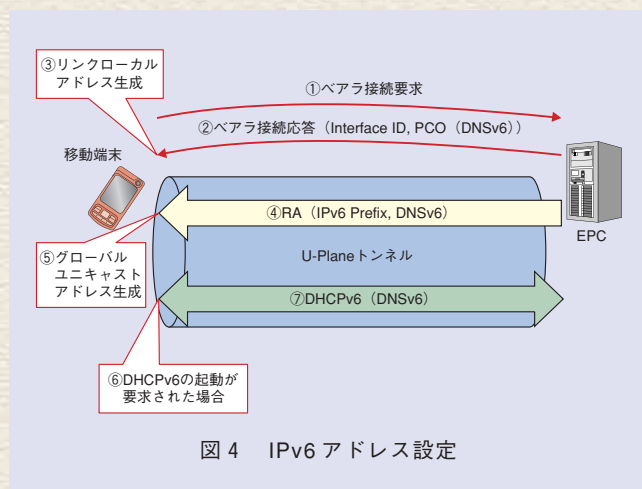 ③リンクローカル
アドレス生成
①ベアラ接続要求
②ベアラ接続応答（Interface ID, PCO（DNSv6））
移動端末
④RA（IPv6 Prefix, DNSv6）
EPC
⑤グローバル
ユニキャスト
アドレス生成
U-Planeトンネル
⑦DHCPv6（DNSv6）
⑥DHCPv6の起動が
要求された場合
図4 IPv6アドレス設定